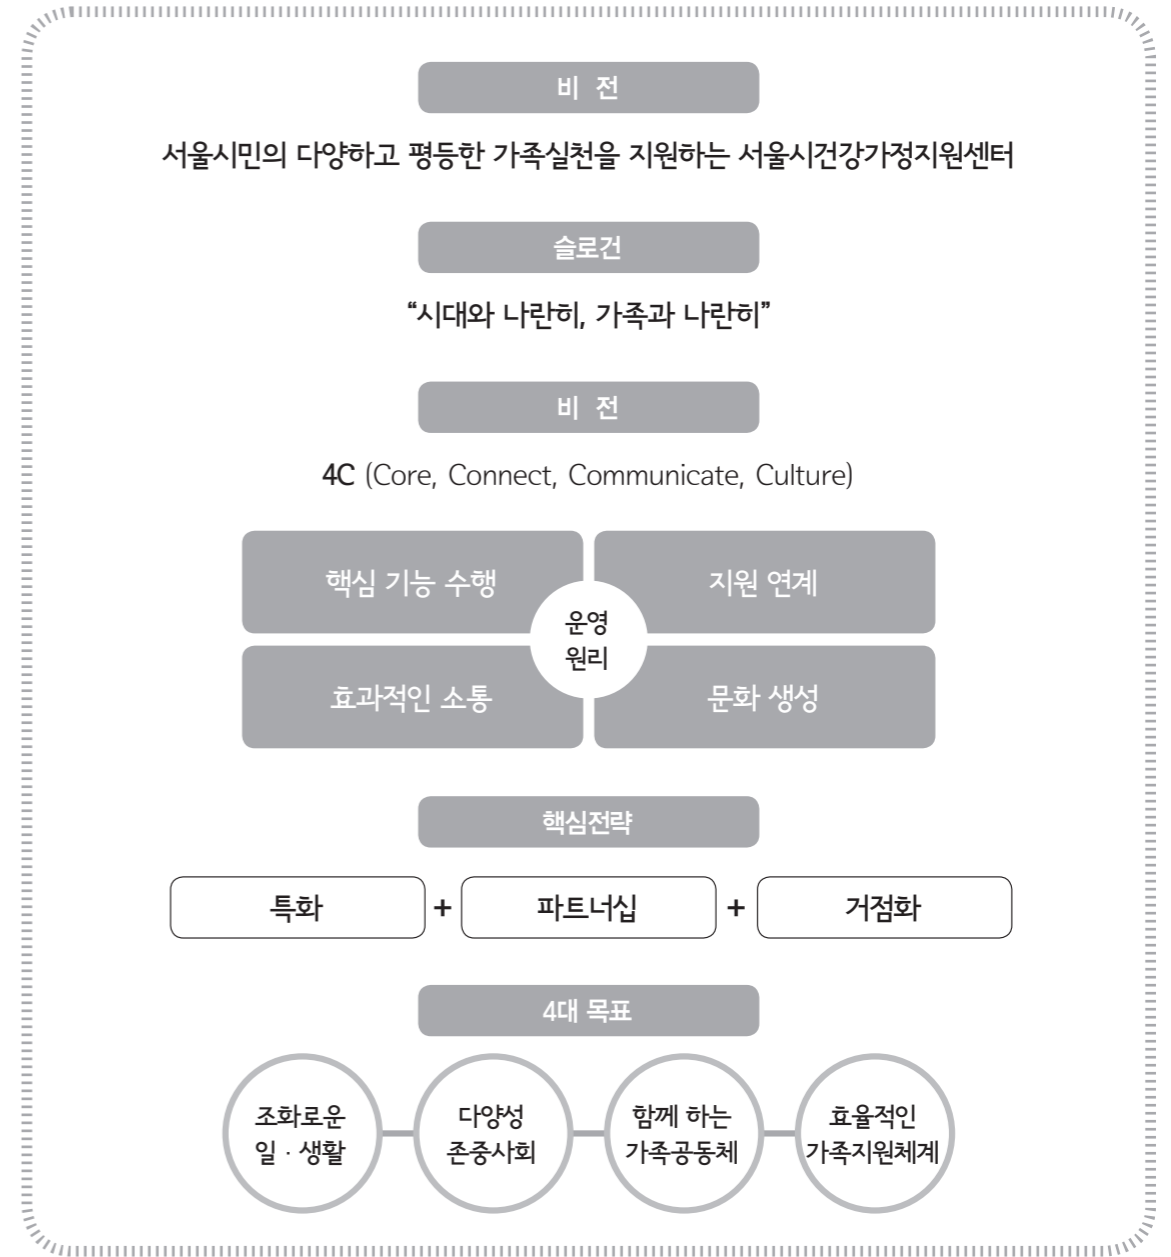 비 전
서울시민의 다양하고 평등한 가족실천을 지원하는 서울시건강가정지원센터
슬로건
“시대와 나란히, 가족과 나란히”
비 전
4C (Core, Connect, Communicate, Culture)
핵심 기능 수행
지원 연계
운영
원리
효과적인 소통
문화 생성
핵심전략
특화 + 파트너십 + 거점화
4대 목표
조화로운
일 · 생활
다양성
존중사회
함께 하는
가족공동체
효율적인
가족지원체계